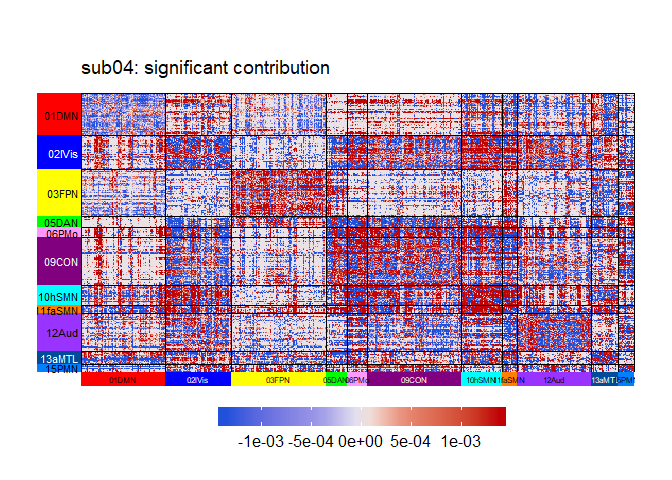 sub04: significant contribution
01DMN
02lVis
03FPN
05DAN
06PMo
09CON
10hSMN
11faSMN
12Aud
13aMTL
15PMN
01DMN 02lVis 03FPN 05DAN 06PMo 09CON 10hSMN 11faSMN 12Aud 13aMTL 15PMN
-1e-03 -5e-04 0e+00 5e-04 1e-03